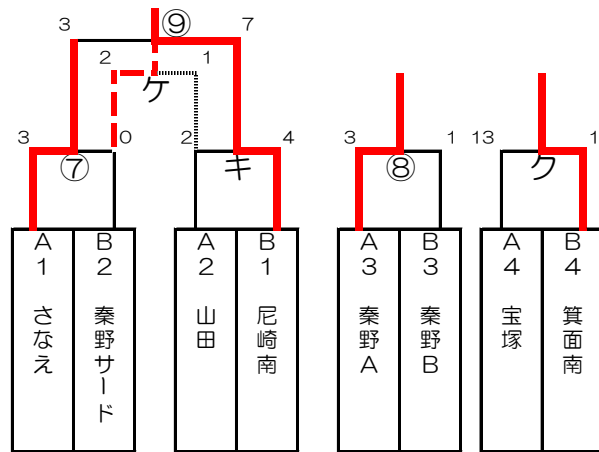 3 ⑨ 7
2 ケ 1
3 ⑦ 0 2 キ 4 3 ⑧ 1 13 ク 1
A1 さなえ
B2 秦野サード
A2 山田
B1 尼崎南
A3 秦野A
B3 秦野B
A4 宝塚
B4 箕面南